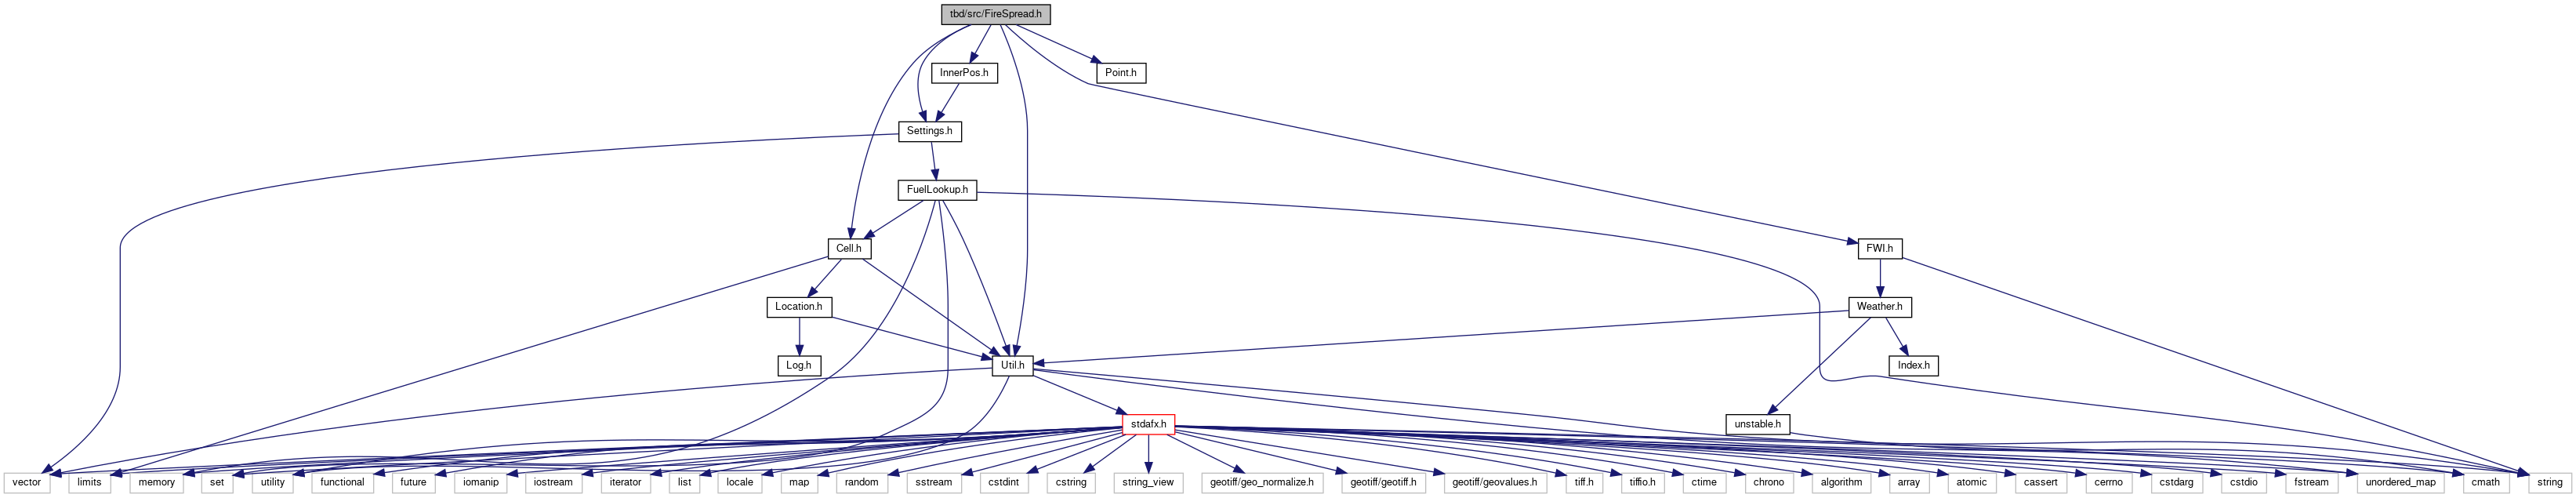 tbd/src/FireSpread.h
InnerPos.h
Point.h
Settings.h
FuelLookup.h
Cell.h
FWI.h
Location.h
Weather.h
Log.h
Util.h
Index.h
stdafx.h
unstable.h
vector
limits
memory
set
utility
functional
future
iomanip
iostream
iterator
list
locale
map
random
sstream
cstdint
cstring
string_view
geotiff/geo_normalize.h
geotiff/geotiff.h
geotiff/geovalues.h
tiff.h
tiffio.h
ctime
chrono
algorithm
array
atomic
cassert
cerrno
cstdarg
cstdio
fstream
unordered_map
cmath
string